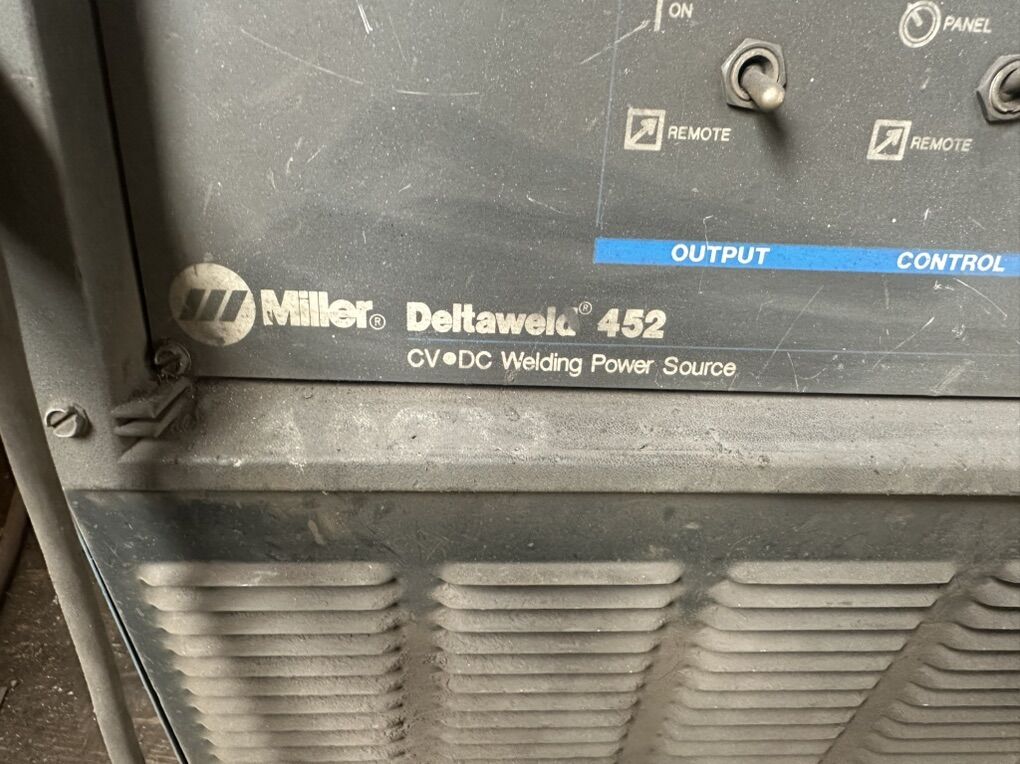 ON
PANEL
REMOTE
REMOTE
OUTPUT
CONTROL
Miller® Deltaweld® 452
CV•DC Welding Power Source